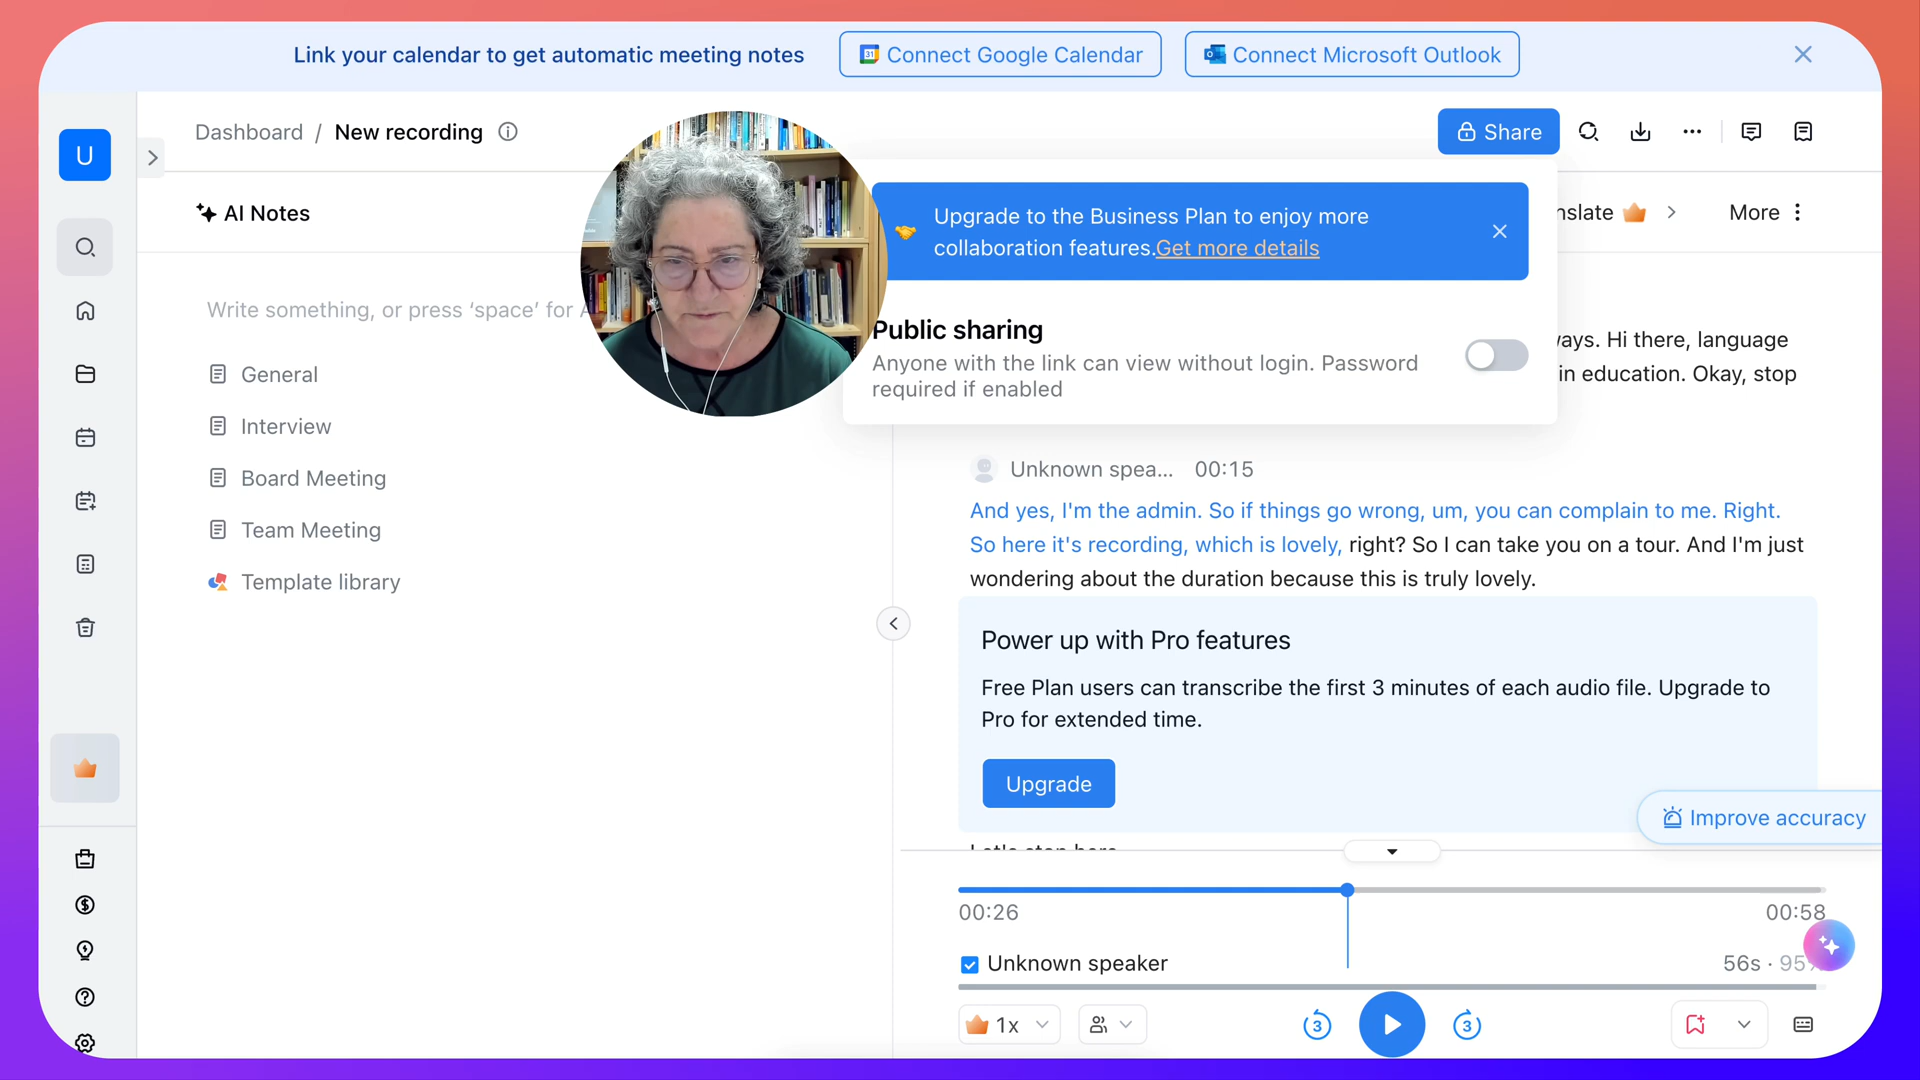 Link your calendar to get automatic meeting notes
Connect Google Calendar
Connect Microsoft Outlook
U
Dashboard / New recording
Share
AI Notes
Upgrade to the Business Plan to enjoy more
collaboration features.Get more details
nslate
More
Write something, or press ‘space’ for
Public sharing
Anyone with the link can view without login. Password
required if enabled
ays. Hi there, language
in education. Okay, stop
General
Interview
Board Meeting
Team Meeting
Template library
Unknown spea... 00:15
And yes, I'm the admin. So if things go wrong, um, you can complain to me. Right.
So here it's recording, which is lovely, right? So I can take you on a tour. And I'm just
wondering about the duration because this is truly lovely.
Power up with Pro features
Free Plan users can transcribe the first 3 minutes of each audio file. Upgrade to
Pro for extended time.
Upgrade
Improve accuracy
Let's stop here
00:26
00:58
Unknown speaker
56s · 95%
1x
3
3